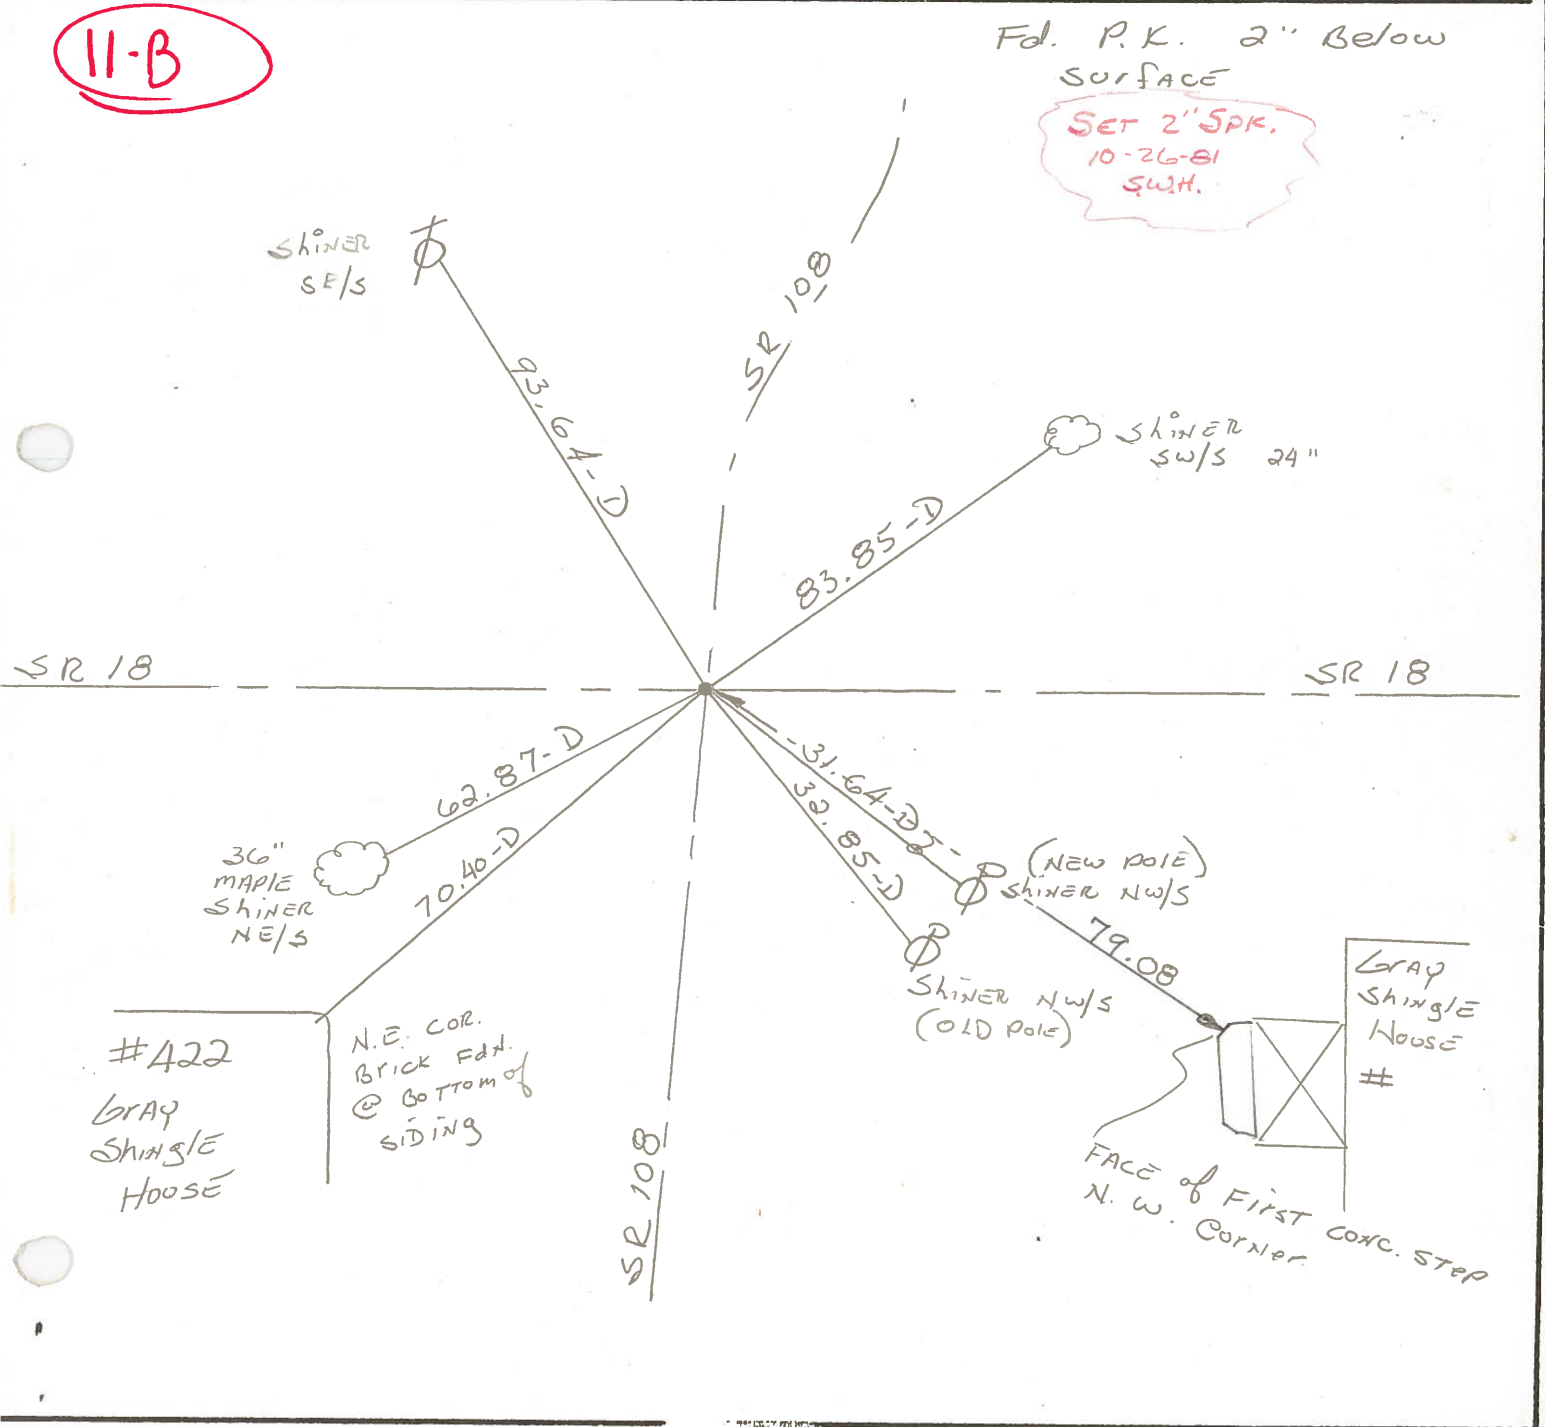 11-B
Fd. P.K. 2" Below
SurfACE
SET 2" SPK.
10-26-81
S.W.H.
ShiNER
SE/S
SR 108
93.64-D
ShiNER
SW/S 24"
83.85-D
SR 18
SR 18
62.87-D
-31.64-D
32.85-D
70.40-D
36"
MAPlE
ShiNER
NE/S
(NEW POlE)
ShiNER NW/S
79.08
ShiNER NW/S
(OLD POlE)
GrAy
ShiNglE
HousE
#
#422
GrAy
ShiNglE
HousE
N.E. COR.
Brick FdN.
@ BoTTom of
SiDiNg
SR 108
FACE of FirST CoNC. STep
N.W. CorNer